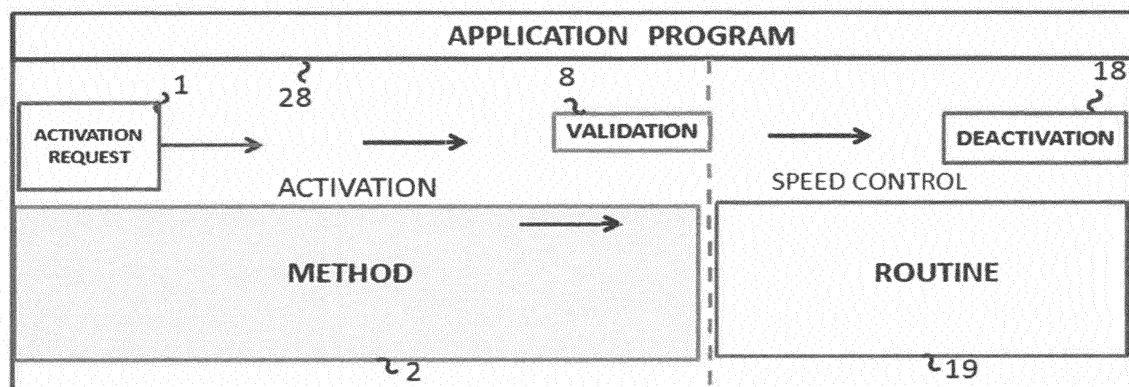 APPLICATION PROGRAM
1
28
8
18
ACTIVATION
REQUEST
VALIDATION
DEACTIVATION
ACTIVATION
SPEED CONTROL
METHOD
ROUTINE
2
19